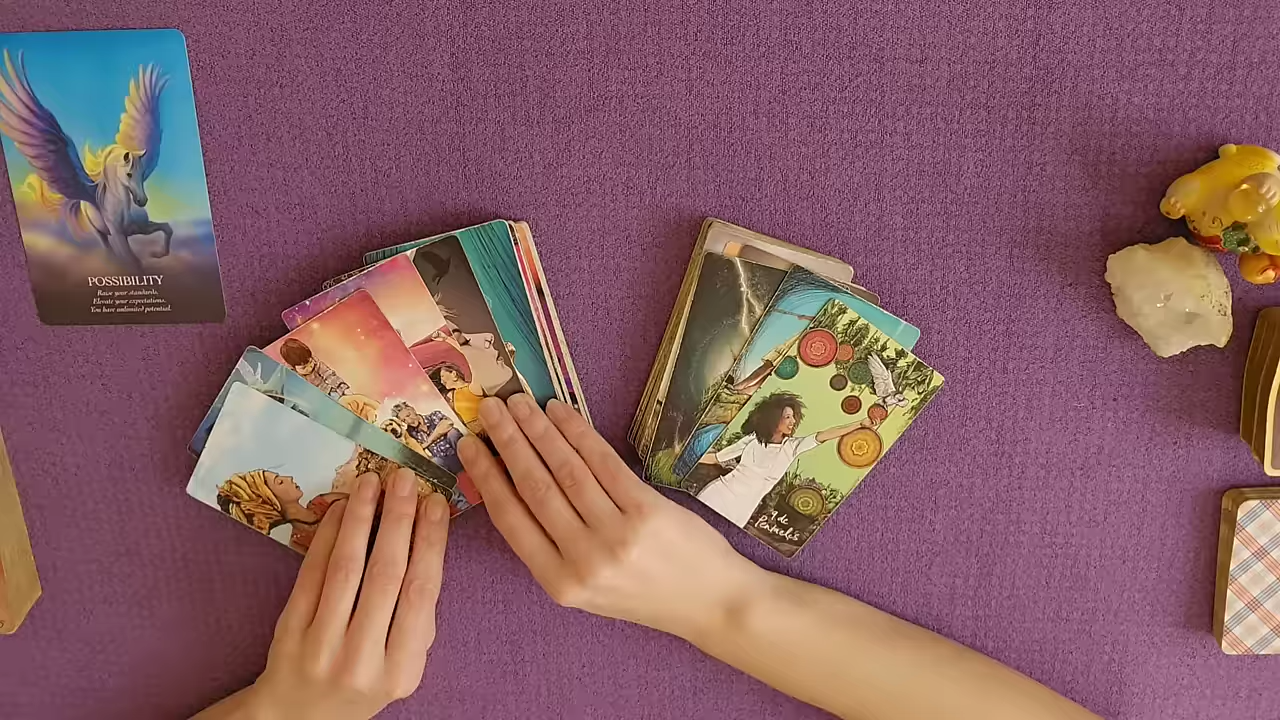 POSSIBILITY
Raise your standards.
Elevate your expectations.
You have unlimited potential.
9 de
Pentacles